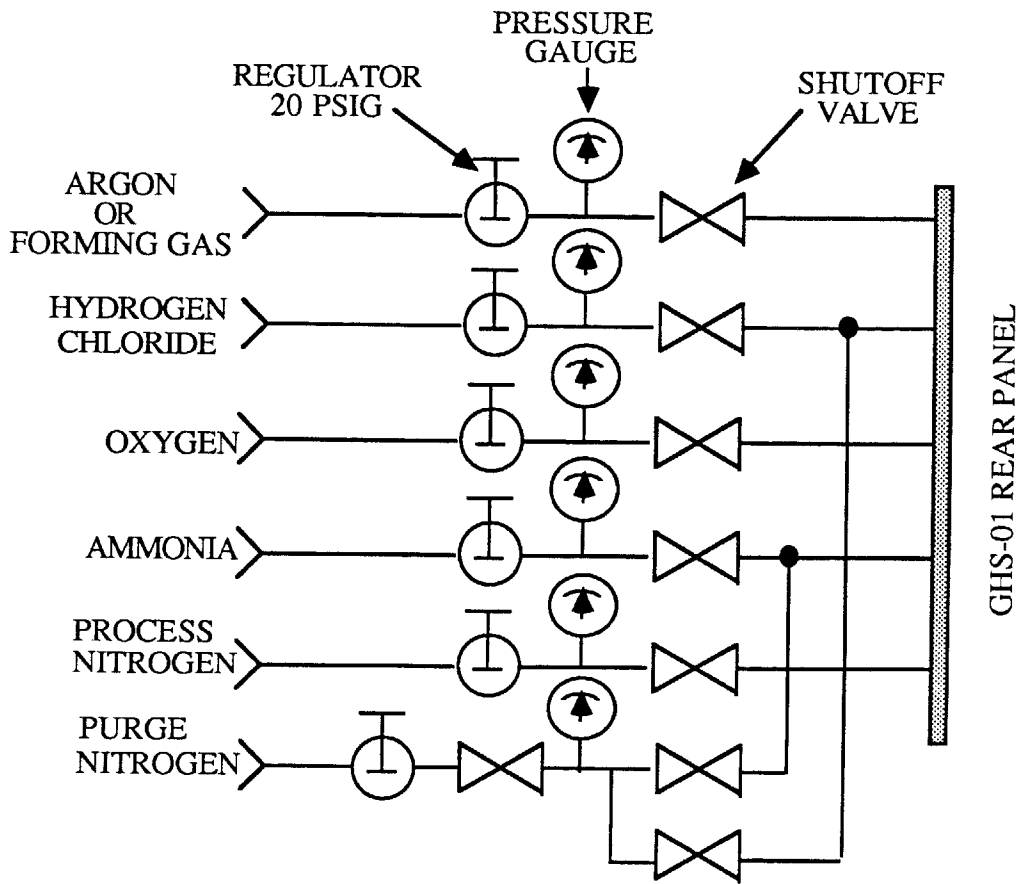 PRESSURE
GAUGE
REGULATOR
20 PSIG
SHUTOFF
VALVE
ARGON
OR
FORMING GAS
HYDROGEN
CHLORIDE
OXYGEN
AMMONIA
PROCESS
NITROGEN
PURGE
NITROGEN
GHS-01 REAR PANEL